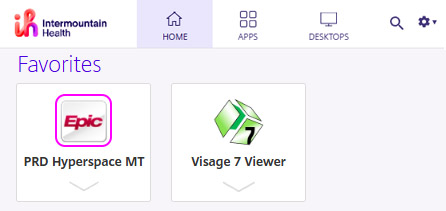 Intermountain
Health
HOME
APPS
DESKTOPS
Favorites
Epic
7
PRD Hyperspace MT
Visage 7 Viewer